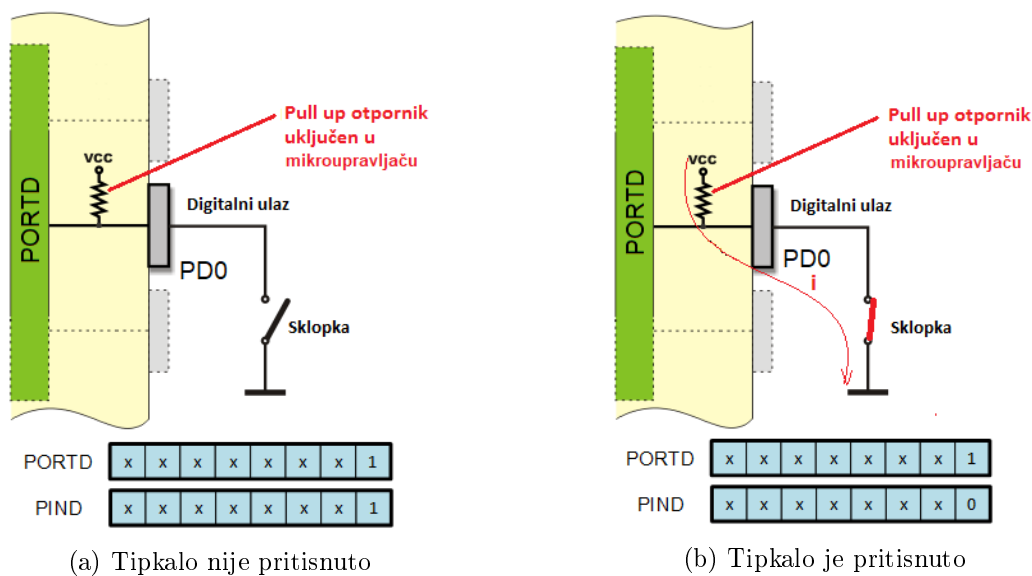 Pull up otpornik
uključen u
mikroupravljaču
vcc
Digitalni ulaz
PORTD
PD0
Sklopka
PORTD x x x x x x x 1
PIND x x x x x x x 1
(a) Tipkalo nije pritisnuto
Pull up otpornik
uključen u
mikroupravljaču
vcc
Digitalni ulaz
PORTD
PD0
i
Sklopka
PORTD x x x x x x x 1
PIND x x x x x x x 0
(b) Tipkalo je pritisnuto